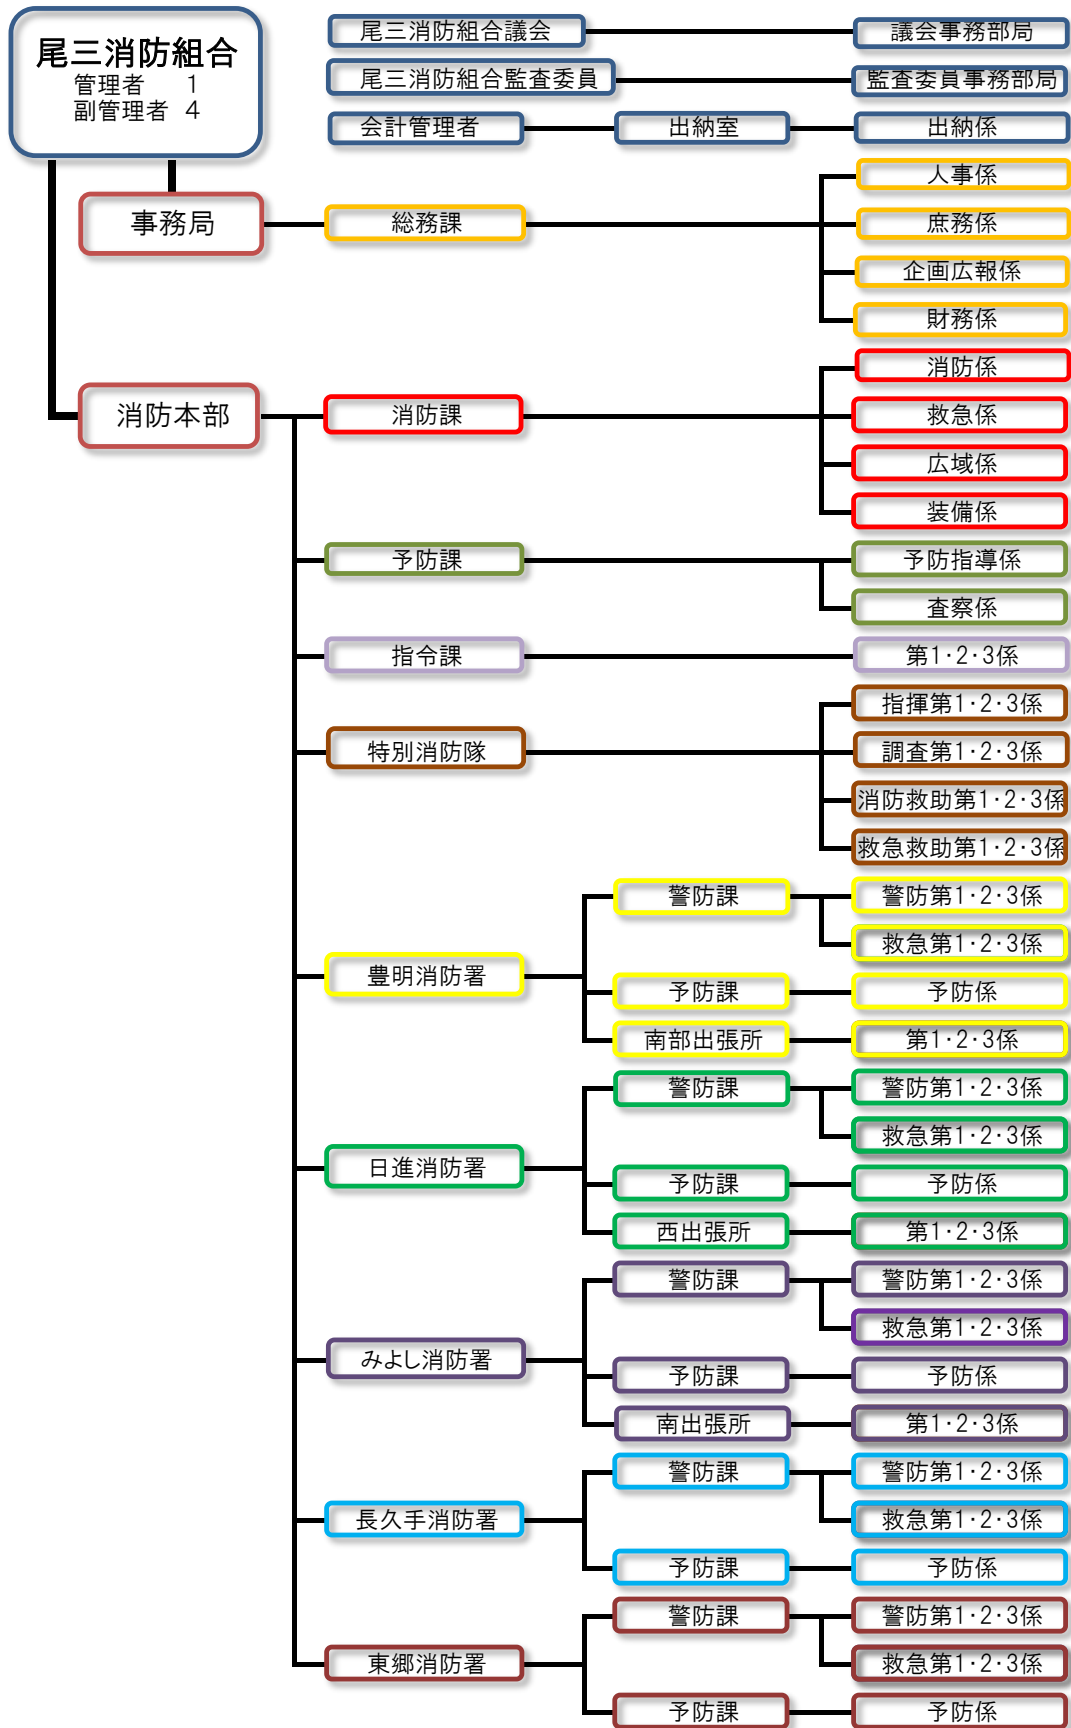 尾三消防組合
管理者 1
副管理者 4
尾三消防組合議会
議会事務部局
尾三消防組合監査委員
監査委員事務部局
会計管理者
出納室
出納係
事務局
総務課
人事係
庶務係
企画広報係
財務係
消防本部
消防課
消防係
救急係
広域係
装備係
予防課
予防指導係
査察係
指令課
第1・2・3係
特別消防隊
指揮第1・2・3係
調査第1・2・3係
消防救助第1・2・3係
救急救助第1・2・3係
豊明消防署
警防課
警防第1・2・3係
救急第1・2・3係
予防課
予防係
南部出張所
第1・2・3係
日進消防署
警防課
警防第1・2・3係
救急第1・2・3係
予防課
予防係
西出張所
第1・2・3係
みよし消防署
警防課
警防第1・2・3係
救急第1・2・3係
予防課
予防係
南出張所
第1・2・3係
長久手消防署
警防課
警防第1・2・3係
救急第1・2・3係
予防課
予防係
東郷消防署
警防課
警防第1・2・3係
救急第1・2・3係
予防課
予防係